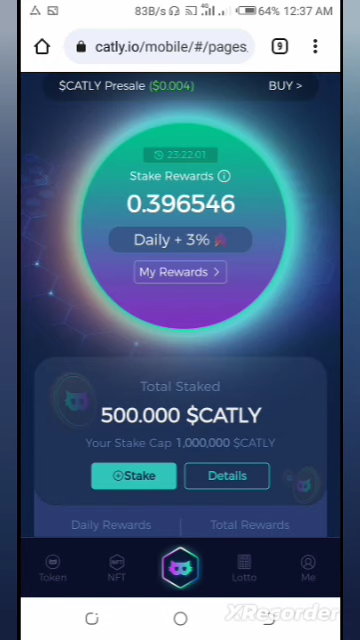 83B/s 4G 64% 12:37 AM
catly.io/mobile/#/pages. 9
$CATLY Presale ($0.004) BUY >
23:22:01
Stake Rewards
0.396546
Daily + 3%
My Rewards >
Total Staked
500.000 $CATLY
Your Stake Cap 1,000,000 $CATLY
Stake Details
Daily Rewards Total Rewards
Token NFT Lotto Me
XRecorder